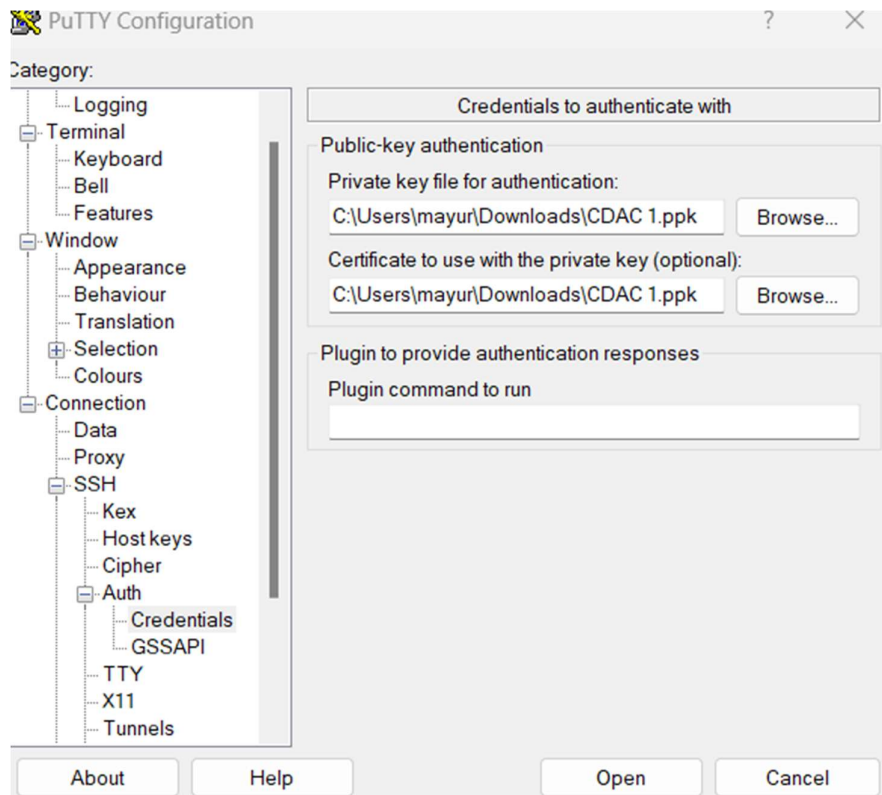 PuTTY Configuration
?
Category:
Logging
Terminal
Keyboard
Bell
Features
Window
Appearance
Behaviour
Translation
Selection
Colours
Connection
Data
Proxy
SSH
Kex
Host keys
Cipher
Auth
Credentials
GSSAPI
TTY
X11
Tunnels
Credentials to authenticate with
Public-key authentication
Private key file for authentication:
C:\Users\mayur\Downloads\CDAC 1.ppk Browse...
Certificate to use with the private key (optional):
C:\Users\mayur\Downloads\CDAC 1.ppk Browse...
Plugin to provide authentication responses
Plugin command to run
About Help Open Cancel